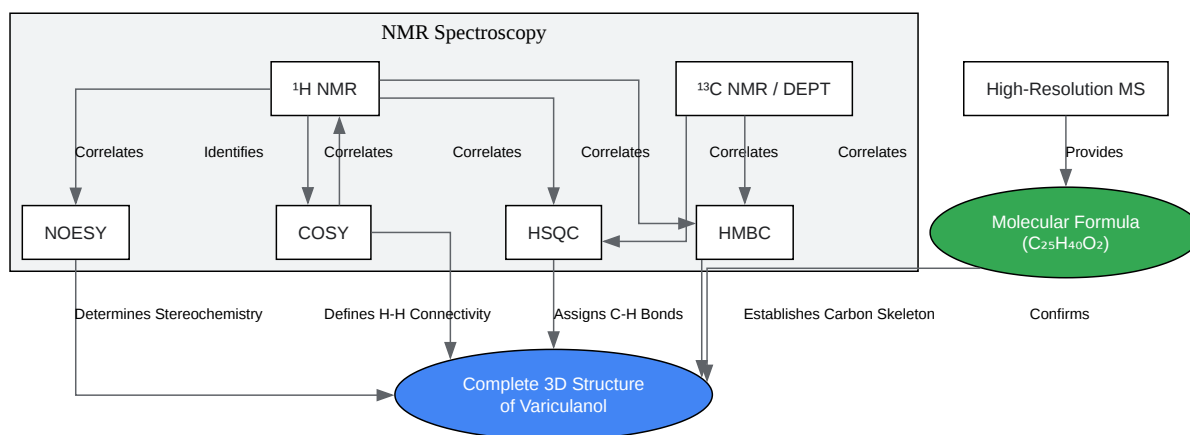 NMR Spectroscopy
¹H NMR
¹³C NMR / DEPT
High-Resolution MS
Correlates
Identifies
Correlates
Correlates
Correlates
Correlates
Correlates
Provides
NOESY
COSY
HSQC
HMBC
Molecular Formula
(C₂₅H₄₀O₂)
Determines Stereochemistry
Defines H-H Connectivity
Assigns C-H Bonds
Establishes Carbon Skeleton
Confirms
Complete 3D Structure
of Variculanol